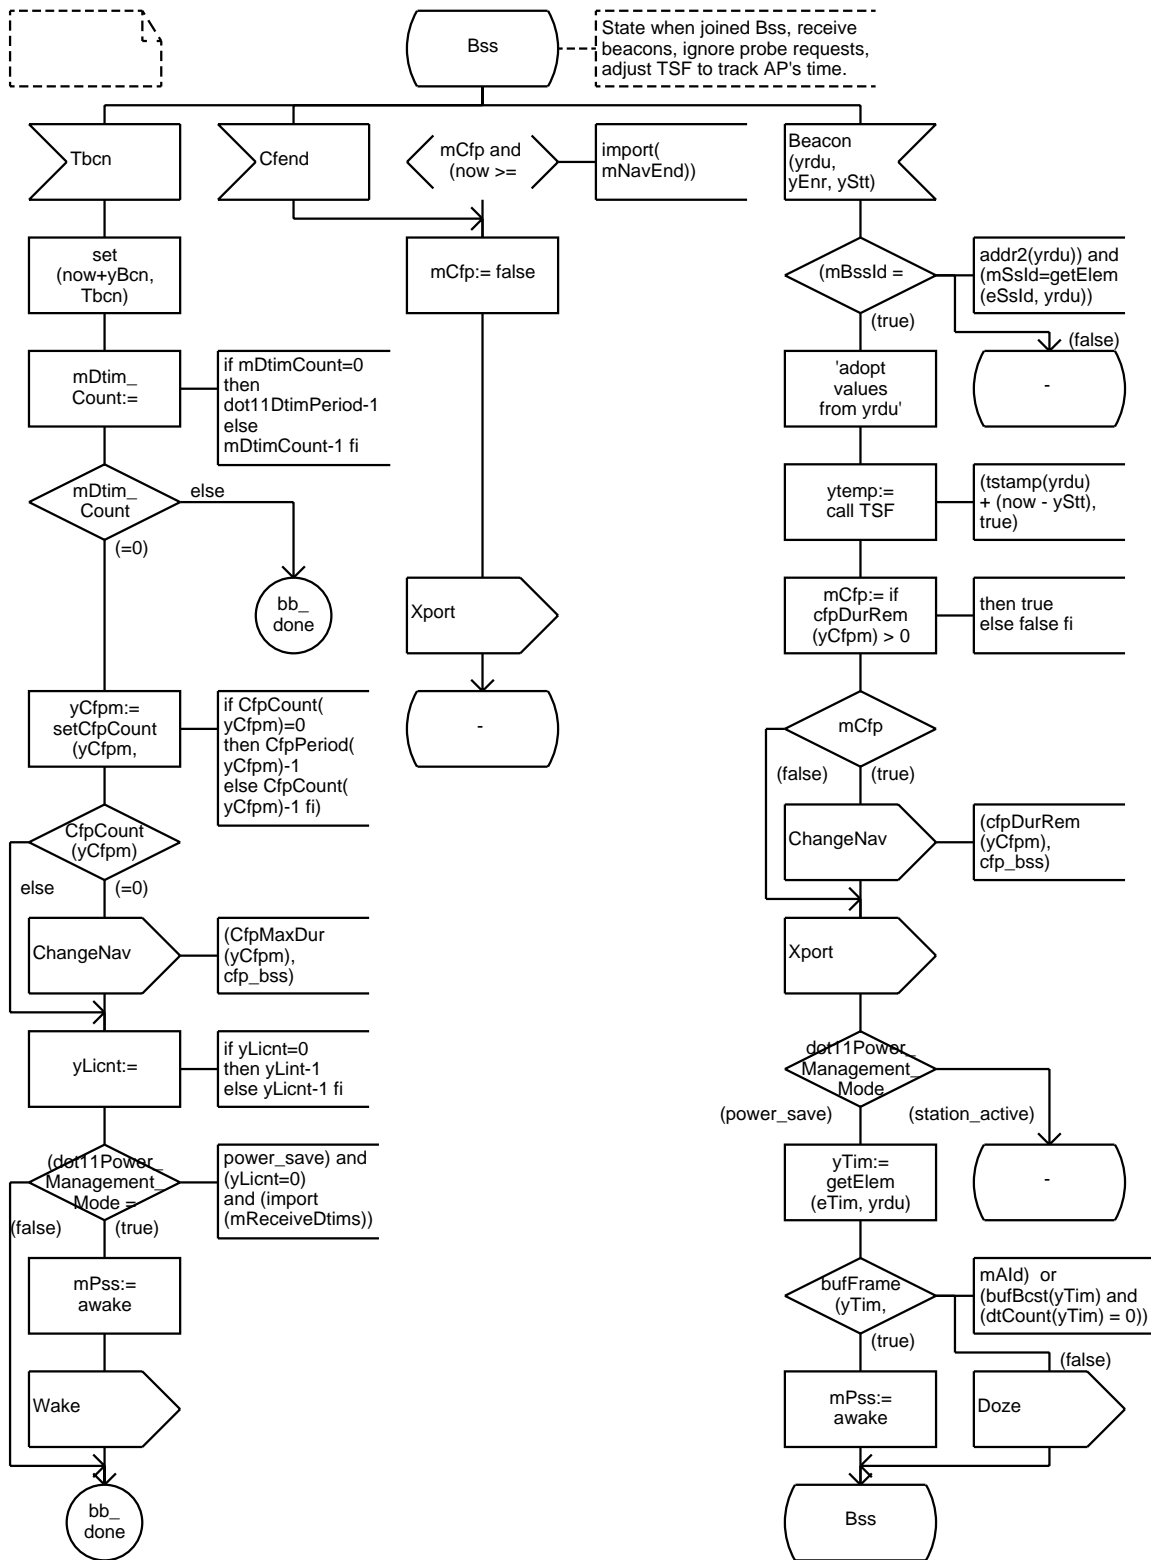 Bss
State when joined Bss, receive
beacons, ignore probe requests,
adjust TSF to track AP's time.
Tbcn
Cfend
mCfp and
(now >=
import(
mNavEnd))
Beacon
(yrdu,
yEnr, yStt)
set
(now+yBcn,
Tbcn)
mCfp:= false
(mBssId =
addr2(yrdu)) and
(mSsId=getElem
(eSsId, yrdu))
(true)
(false)
mDtim_
Count:=
if mDtimCount=0
then
dot11DtimPeriod-1
else
mDtimCount-1 fi
'adopt
values
from yrdu'
-
mDtim_
Count
else
(=0)
ytemp:=
call TSF
(tstamp(yrdu)
+ (now - yStt),
true)
bb_
done
Xport
mCfp:= if
cfpDurRem
(yCfpm) > 0
then true
else false fi
yCfpm:=
setCfpCount
(yCfpm,
if CfpCount(
yCfpm)=0
then CfpPeriod(
yCfpm)-1
else CfpCount(
yCfpm)-1 fi)
-
mCfp
(false)
(true)
CfpCount
(yCfpm)
else
(=0)
ChangeNav
(cfpDurRem
(yCfpm),
cfp_bss)
ChangeNav
(CfpMaxDur
(yCfpm),
cfp_bss)
Xport
yLicnt:=
if yLicnt=0
then yLint-1
else yLicnt-1 fi
dot11Power_
Management_
Mode
(power_save)
(station_active)
(dot11Power_
Management_
Mode =
power_save) and
(yLicnt=0)
and (import
(mReceiveDtims))
(false)
(true)
yTim:=
getElem
(eTim, yrdu)
-
mPss:=
awake
bufFrame
(yTim,
mAId)  or
(bufBcst(yTim) and
(dtCount(yTim) = 0))
(true)
(false)
Wake
mPss:=
awake
Doze
bb_
done
Bss